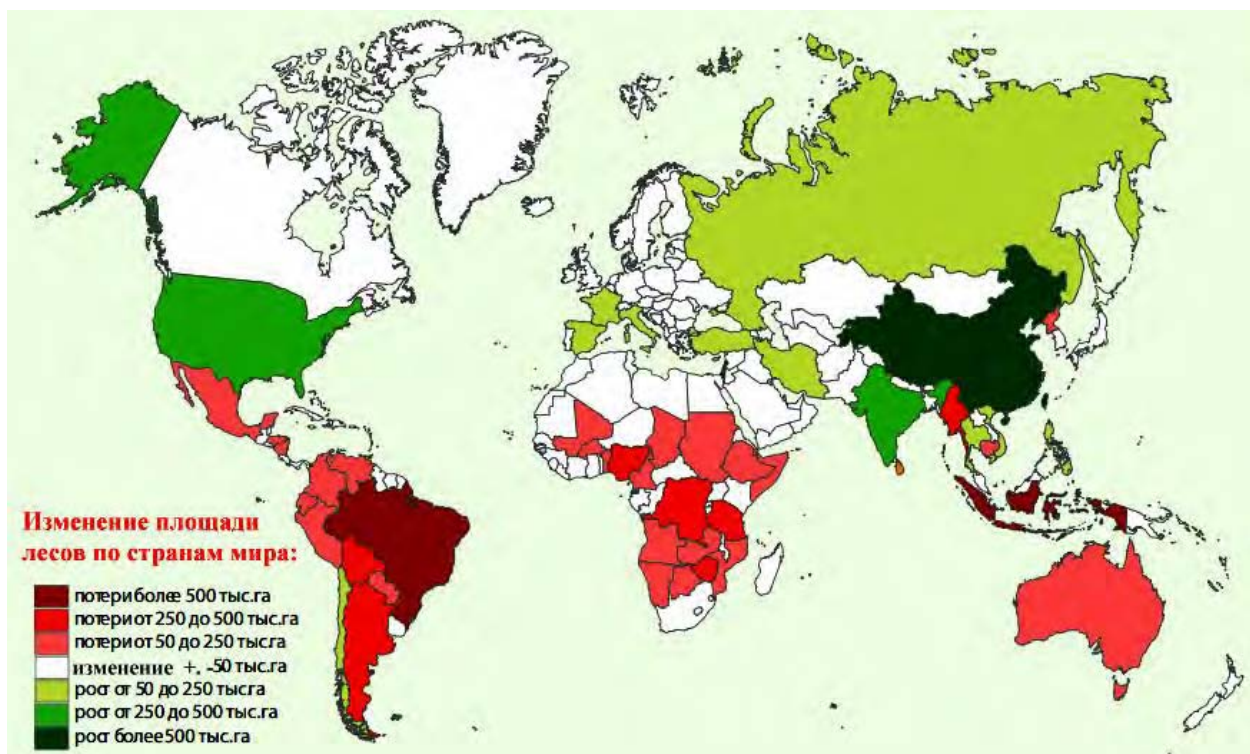 Изменение площади
лесов по странам мира:
потери более 500 тыс.га
потери от 250 до 500 тыс.га
потери от 50 до 250 тыс.га
изменение +. -50 тыс.га
рост от 50 до 250 тыс.га
рост от 250 до 500 тыс.га
рост более 500 тыс.га